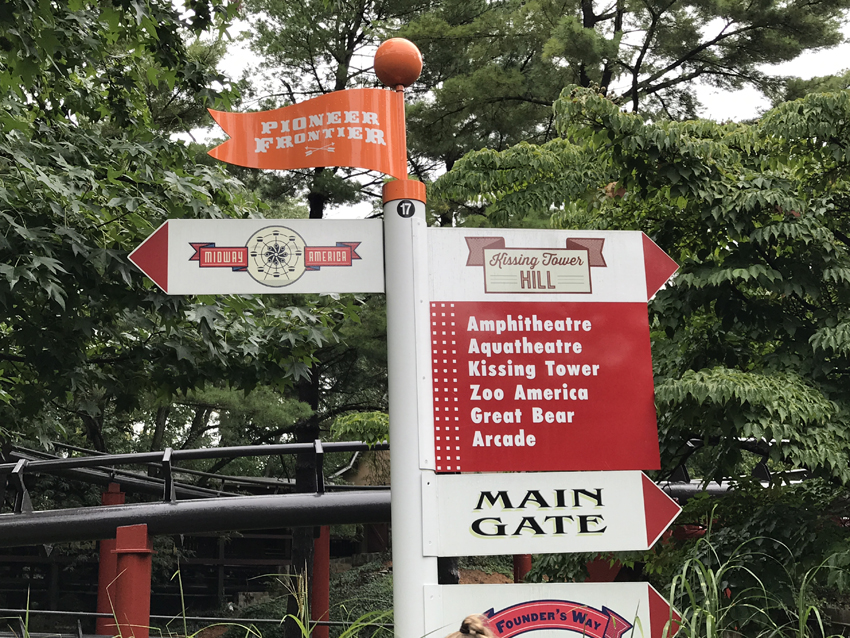 PIONEER
FRONTIER
17
MIDWAY AMERICA
Kissing Tower
HILL
Amphitheatre
Aquatheatre
Kissing Tower
Zoo America
Great Bear
Arcade
MAIN
GATE
FOUNDER'S WAY